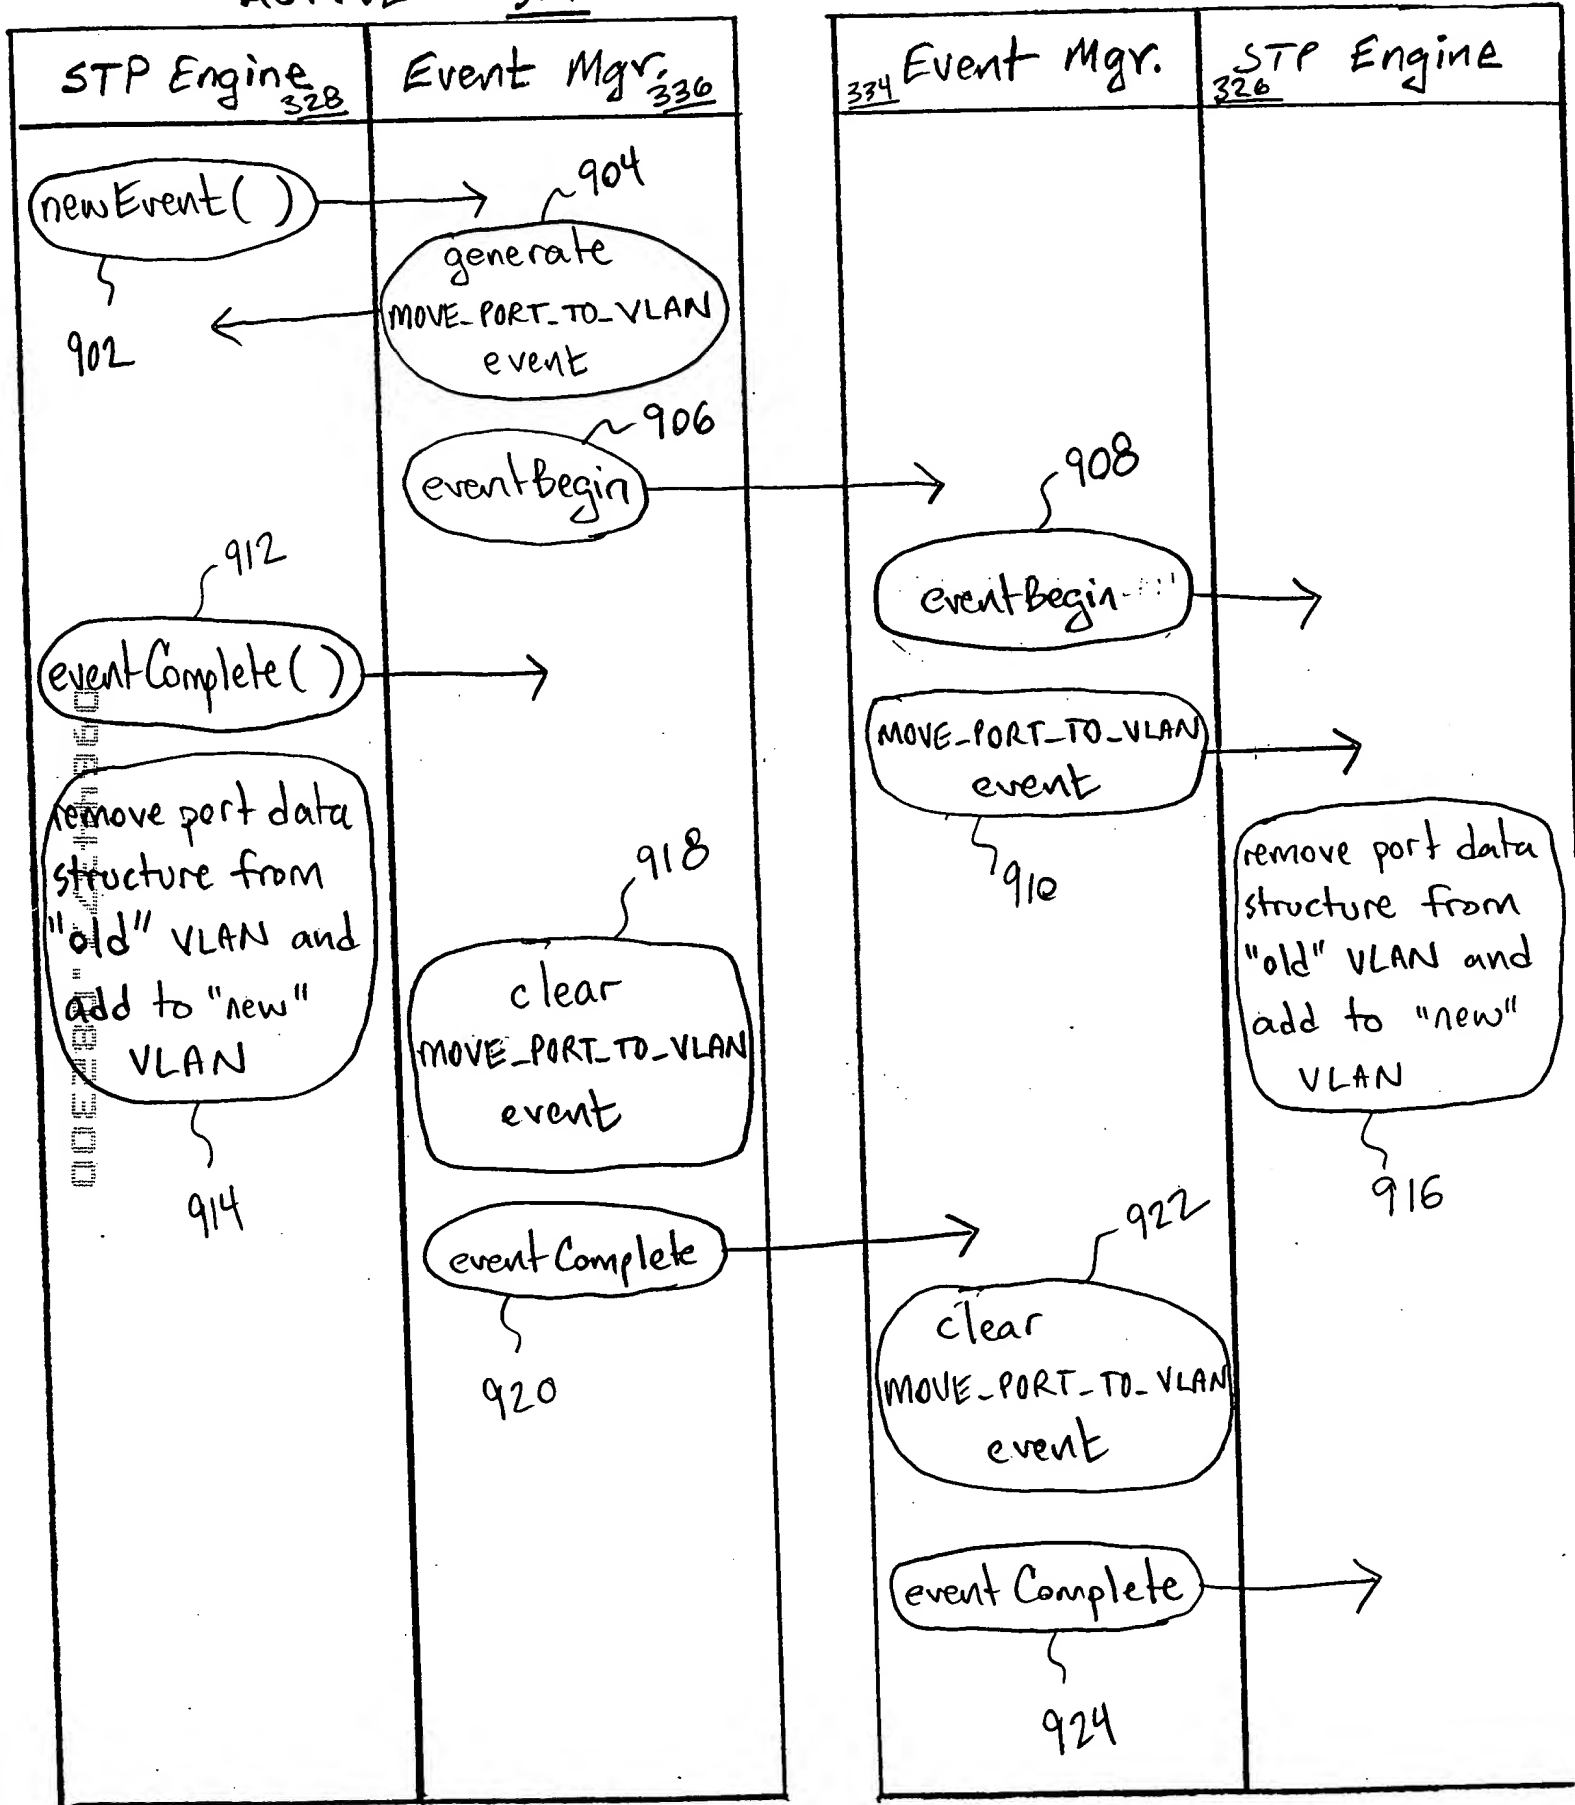 STP Engine
328
Event Mgr.
336
334
Event Mgr.
326
STP Engine
newEvent( )
902
904
generate
MOVE_PORT_TO_VLAN
event
906
eventBegin
908
eventBegin
912
eventComplete( )
MOVE_PORT_TO_VLAN
event
910
remove port data
structure from
"old" VLAN and
add to "new"
VLAN
914
918
clear
MOVE_PORT_TO_VLAN
event
remove port data
structure from
"old" VLAN and
add to "new"
VLAN
916
eventComplete
920
922
clear
MOVE_PORT_TO_VLAN
event
eventComplete
924